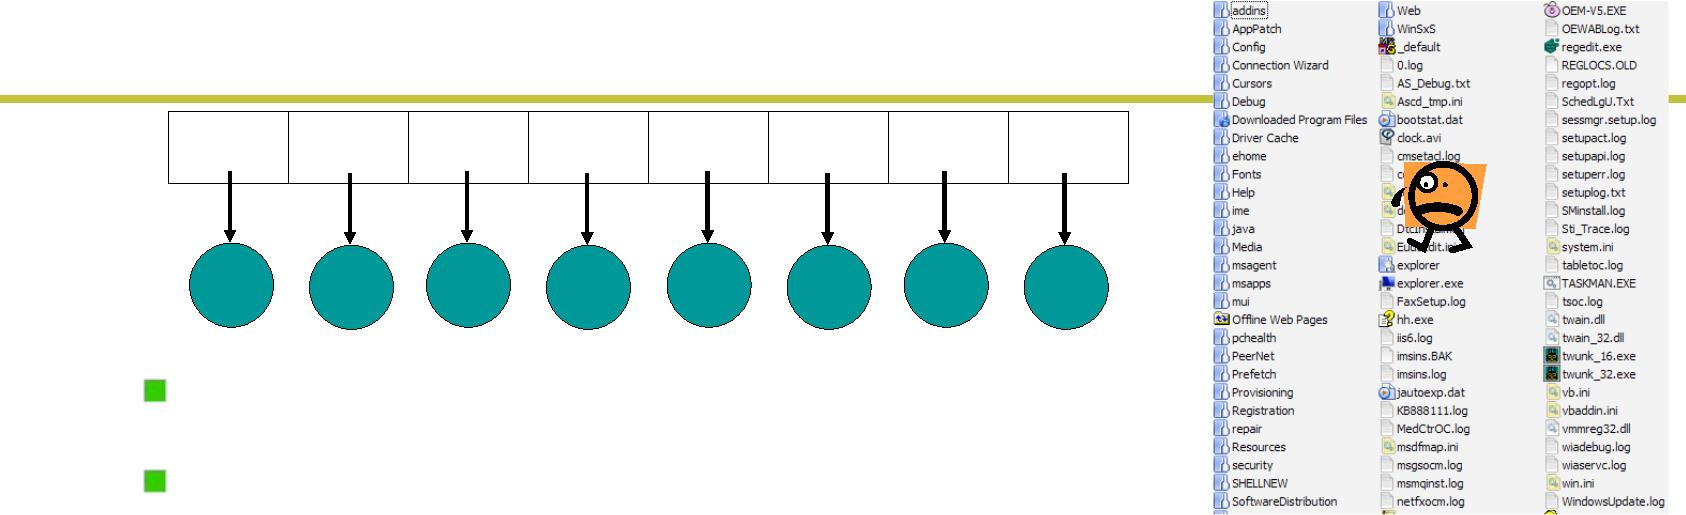 addins
AppPatch
Config
Connection Wizard
Cursors
Debug
Downloaded Program Files
Driver Cache
ehome
Fonts
Help
ime
java
Media
msagent
msapps
mui
Offline Web Pages
pchealth
PeerNet
Prefetch
Provisioning
Registration
repair
Resources
security
SHELLNEW
SoftwareDistribution
Web
WinSxS
_default
0.log
AS_Debug.txt
Ascd_tmp.ini
bootstat.dat
clock.avi
cmsetacl.log
explorer
explorer.exe
FaxSetup.log
hh.exe
iis6.log
imsins.BAK
imsins.log
jautoexp.dat
KB888111.log
MedCtrOC.log
msdfmap.ini
msgsocm.log
msmqinst.log
netfxocm.log
OEM-V5.EXE
OEWABLog.txt
regedit.exe
REGLOCS.OLD
regopt.log
SchedLgU.Txt
sessmgr.setup.log
setupact.log
setupapi.log
setuperr.log
setuplog.txt
SMinstall.log
Sti_Trace.log
system.ini
tabletoc.log
TASKMAN.EXE
tsoc.log
twain.dll
twain_32.dll
twunk_16.exe
twunk_32.exe
vb.ini
vbaddin.ini
vmmreg32.dll
wiadebug.log
wiaservc.log
win.ini
WindowsUpdate.log